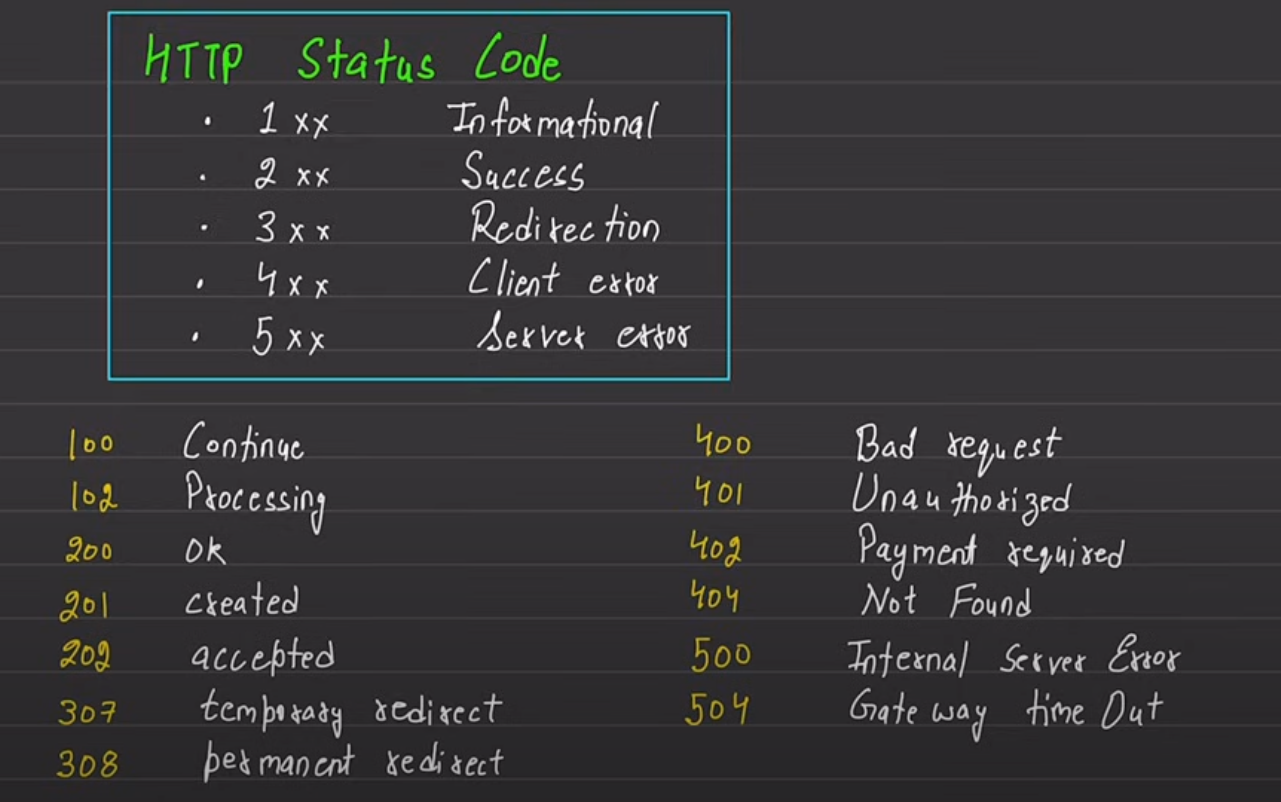 HTTP Status Code
· 1xx Informational
· 2xx Success
· 3xx Redirection
· 4xx Client error
· 5xx Server error
100 Continue
102 Processing
200 Ok
201 created
202 accepted
307 temporary redirect
308 permanent redirect
400 Bad request
401 Unauthorized
402 Payment required
404 Not Found
500 Internal Server Error
504 Gateway time Out